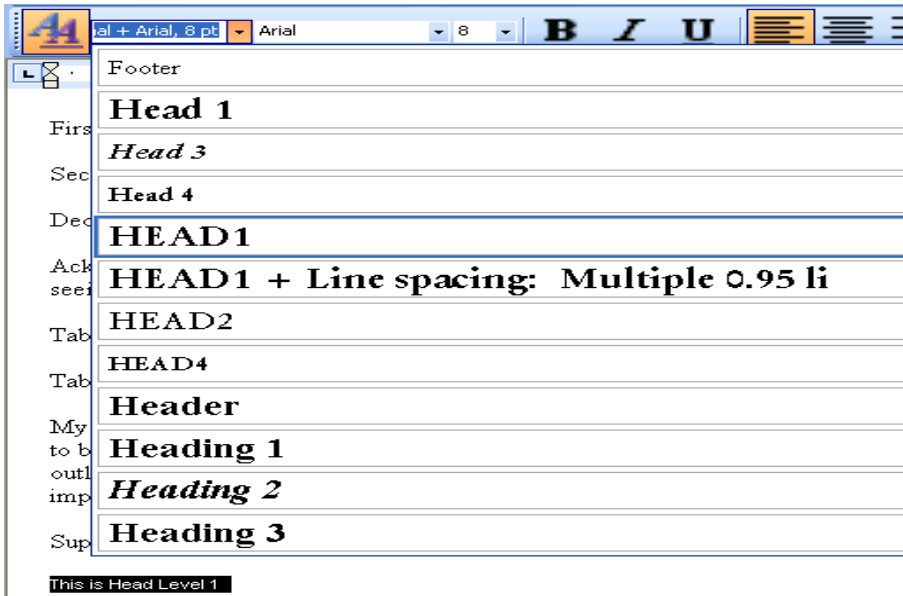 al + Arial, 8 pt Arial 8 B I U
Footer
Head 1
Firs
Head 3
Sec
Head 4
Dec
HEAD1
Ack
seei
HEAD1 + Line spacing: Multiple 0.95 li
HEAD2
Tab
HEAD4
Tab
Header
My
to b
Heading 1
outl
imp
Heading 2
Sup
Heading 3
This is Head Level 1